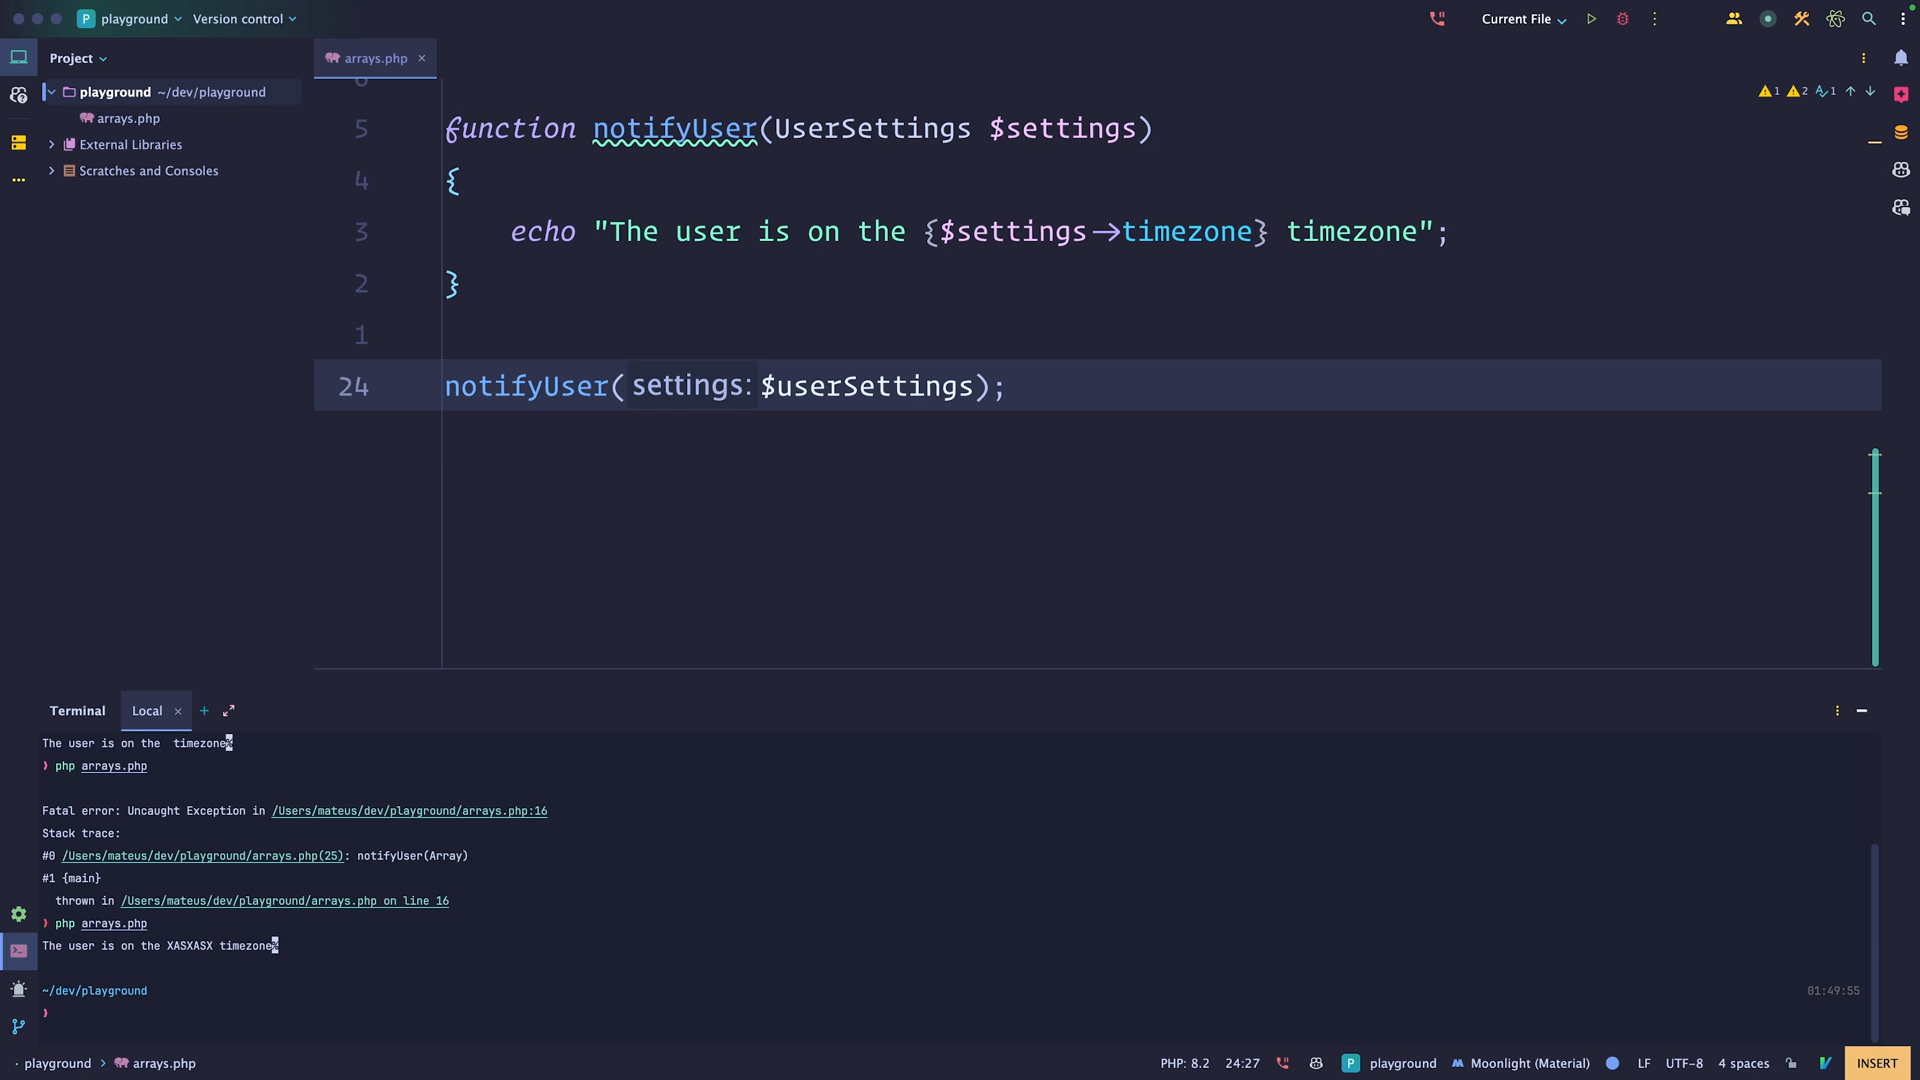 P playground Version control
Current File
Project
arrays.php ×
playground ~/dev/playground
arrays.php
External Libraries
Scratches and Consoles
1 2 1
5 function notifyUser(UserSettings $settings)
4 {
3 echo "The user is on the {$settings->timezone} timezone";
2 }
1
24 notifyUser( settings: $userSettings);
Terminal Local × +
The user is on the  timezone%
❯ php arrays.php
Fatal error: Uncaught Exception in /Users/mateus/dev/playground/arrays.php:16
Stack trace:
#0 /Users/mateus/dev/playground/arrays.php(25): notifyUser(Array)
#1 {main}
thrown in /Users/mateus/dev/playground/arrays.php on line 16
❯ php arrays.php
The user is on the XASXASX timezone%
~/dev/playground 01:49:55
❯
playground > arrays.php PHP: 8.2 24:27 P playground Moonlight (Material) LF UTF-8 4 spaces INSERT